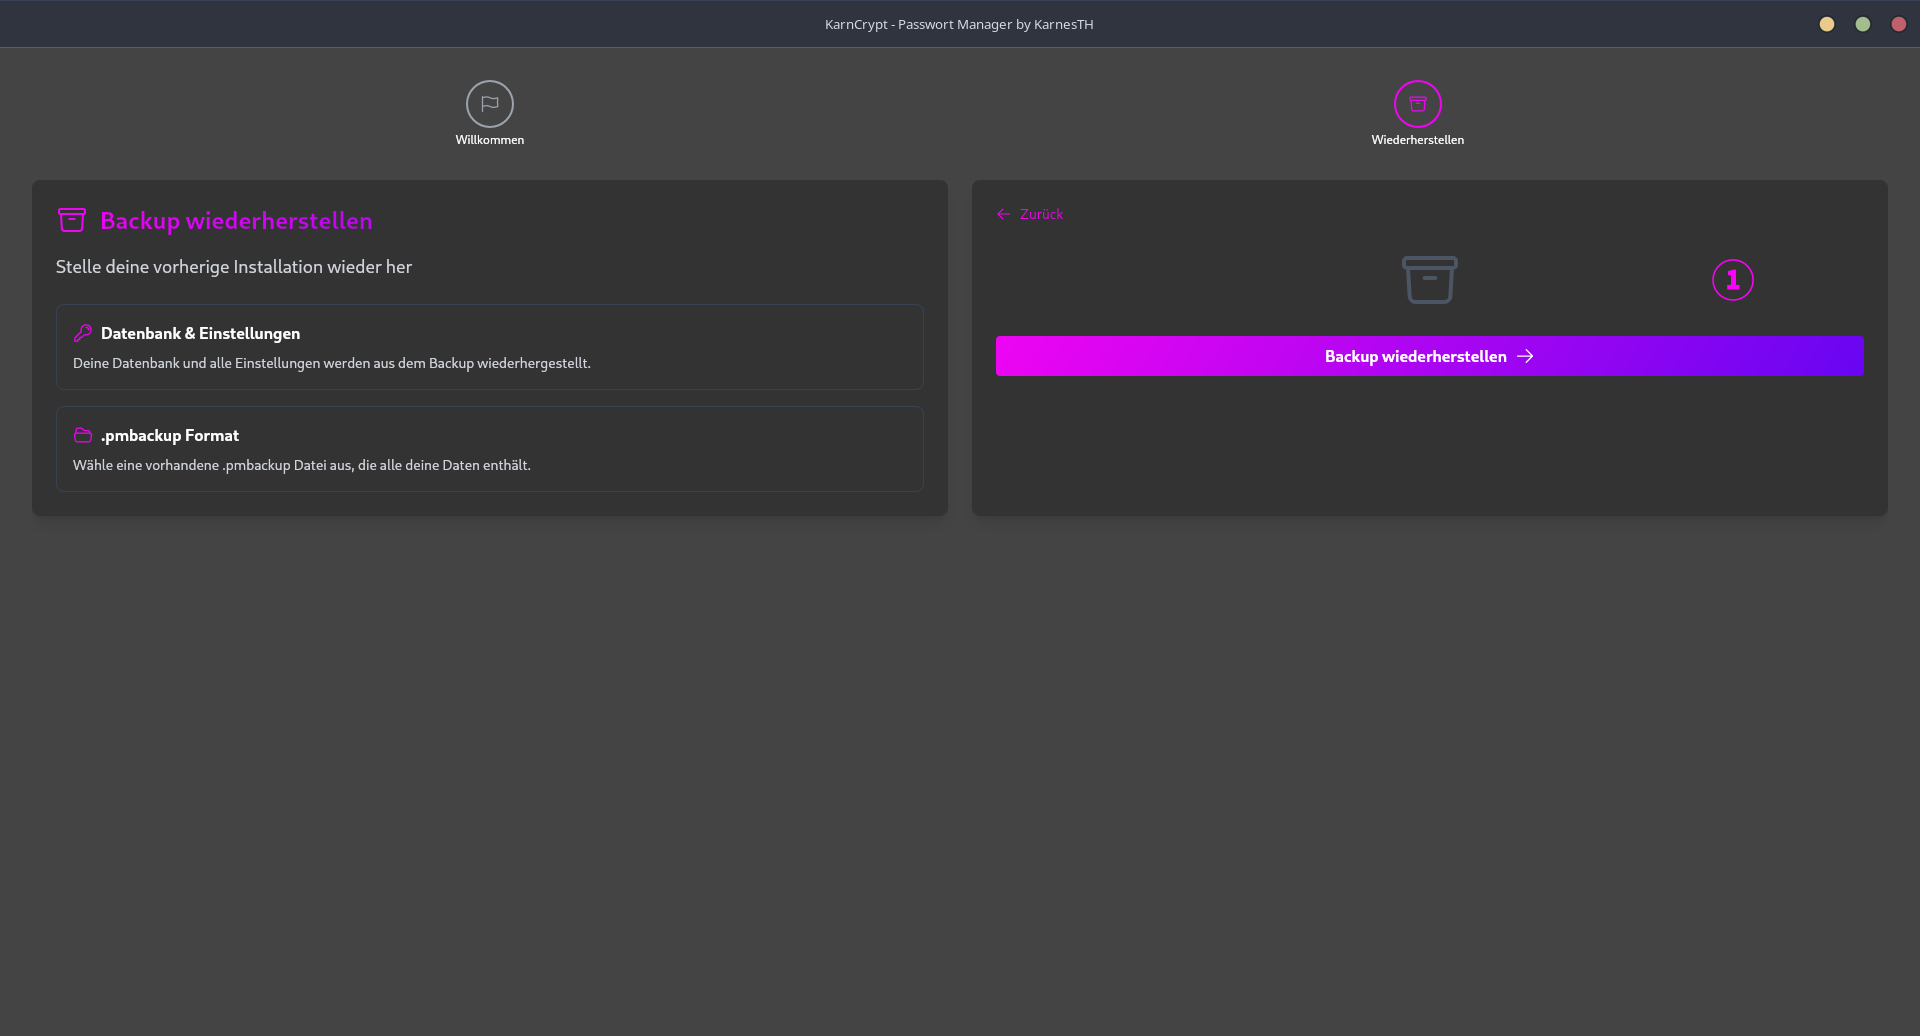 KarnCrypt - Passwort Manager by KarnesTH
Willkommen
Wiederherstellen
Backup wiederherstellen
Stelle deine vorherige Installation wieder her
Datenbank & Einstellungen
Deine Datenbank und alle Einstellungen werden aus dem Backup wiederhergestellt.
.pmbackup Format
Wähle eine vorhandene .pmbackup Datei aus, die alle deine Daten enthält.
Zurück
1
Backup wiederherstellen